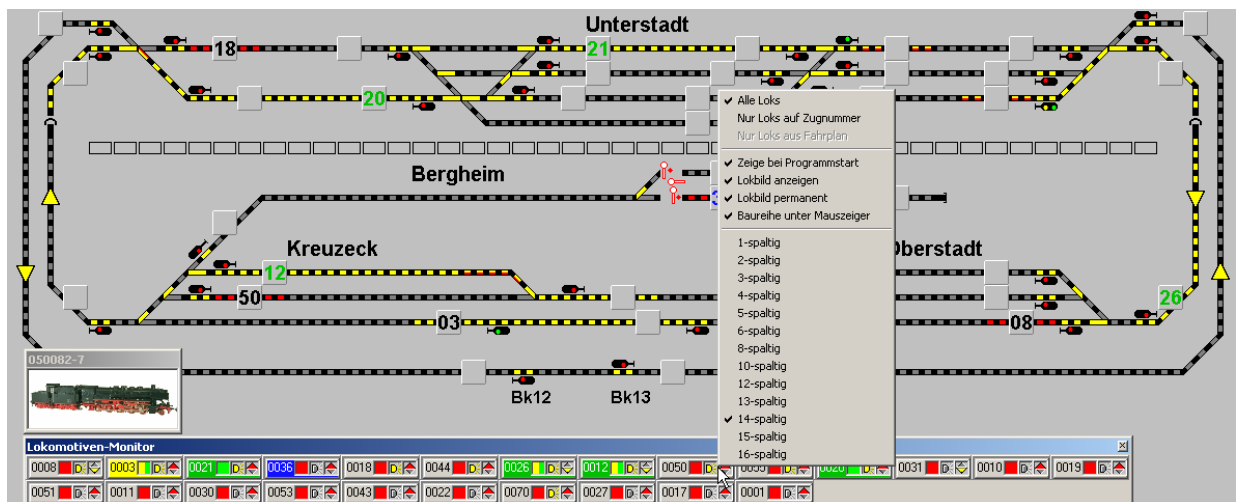 Unterstadt
18
21
20
Bergheim
Kreuzeck
Oberstadt
12
26
50
03
08
Bk12
Bk13
Alle Loks
Nur Loks auf Zugnummer
Nur Loks aus Fahrplan
Zeige bei Programmstart
Lokbild anzeigen
Lokbild permanent
Baureihe unter Mauszeiger
1-spaltig
2-spaltig
3-spaltig
4-spaltig
5-spaltig
6-spaltig
8-spaltig
10-spaltig
12-spaltig
13-spaltig
14-spaltig
15-spaltig
16-spaltig
050082-7
Lokomotiven-Monitor
0008 D 0003 D 0021 D 0036 D 0018 D 0044 D 0026 D 0012 D 0050 D 0031 D 0010 D 0019 D
0051 D 0011 D 0030 D 0053 D 0043 D 0022 D 0070 D 0027 D 0017 D 0001 D